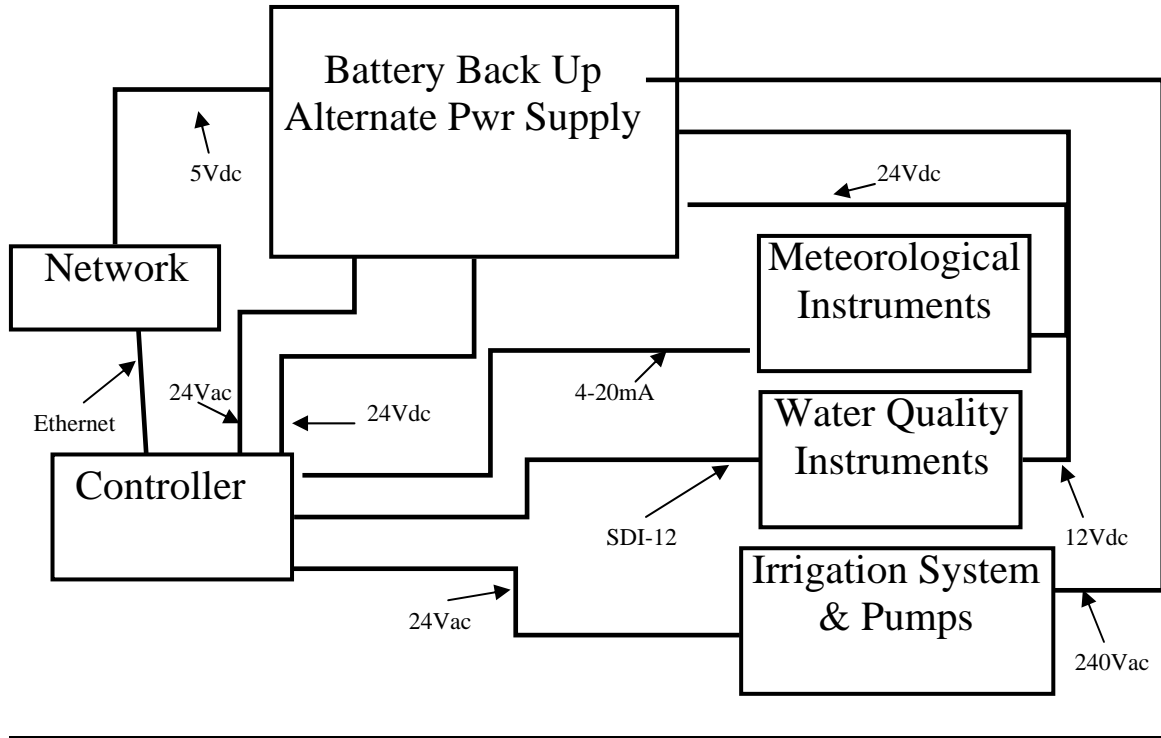 Battery Back Up
Alternate Pwr Supply
5Vdc
24Vdc
Network
Meteorological
Instruments
Ethernet
24Vac
24Vdc
4-20mA
Water Quality
Instruments
Controller
SDI-12
12Vdc
Irrigation System
& Pumps
24Vac
240Vac